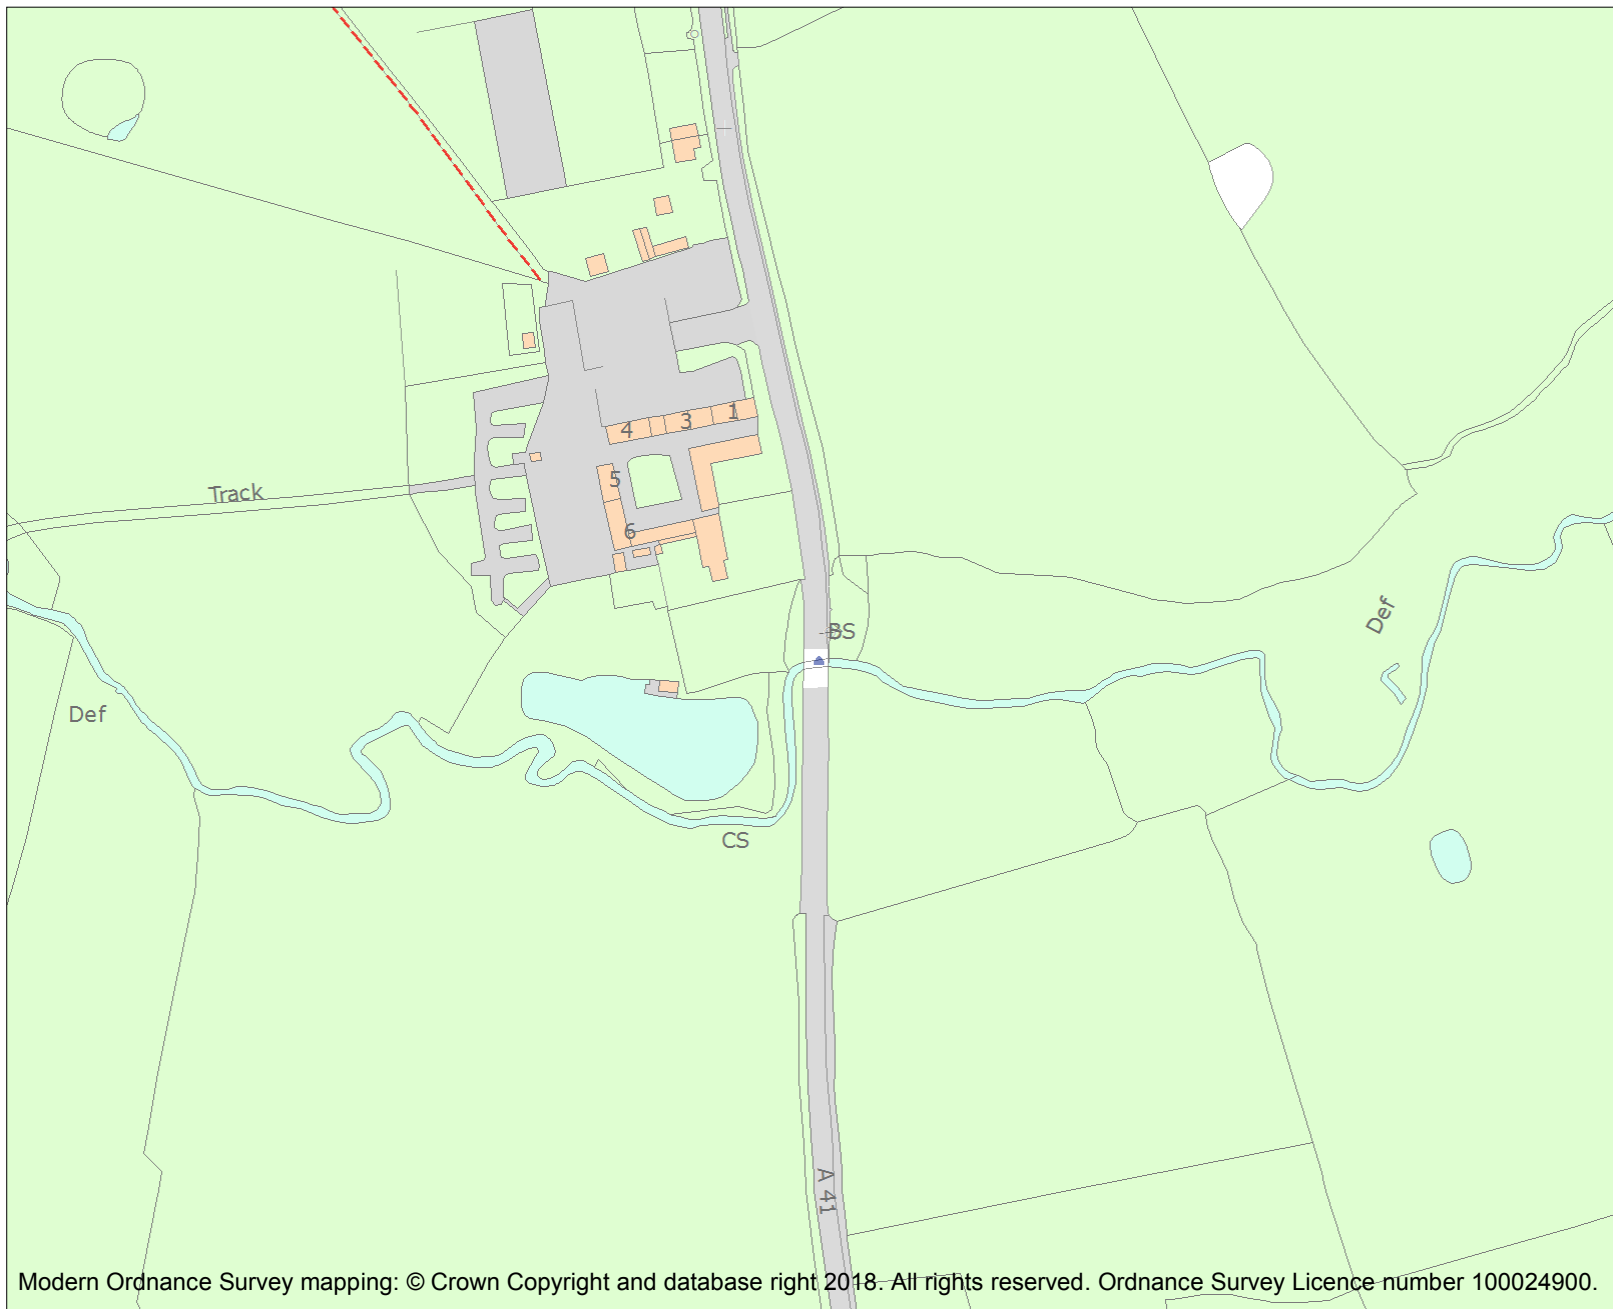 1
3
4
5
Track
6
Def
BS
Def
CS
A 41
Modern Ordnance Survey mapping: © Crown Copyright and database right 2018. All rights reserved. Ordnance Survey Licence number 100024900.